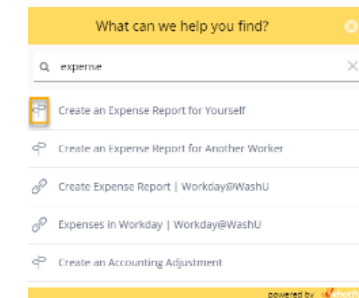 What can we help you find?
expense
Create an Expense Report for Yourself
Create an Expense Report for Another Worker
Create Expense Report | Workday@WashU
Expenses in Workday | Workday@WashU
Create an Accounting Adjustment
powered by